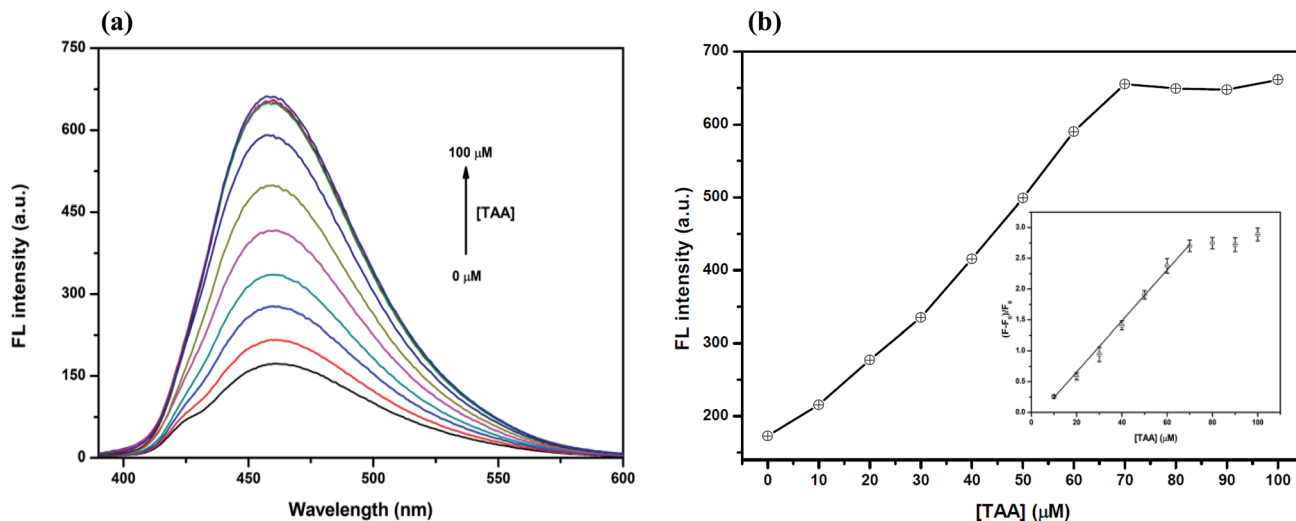 (a)
750
600
450
300
150
0
FL intensity (a.u.)
400 450 500 550 600
Wavelength (nm)
100 μM
[TAA]
0 μM
(b)
700
600
500
400
300
200
FL intensity (a.u.)
0 10 20 30 40 50 60 70 80 90 100
[TAA] (μM)
3.0
2.5
2.0
1.5
1.0
0.5
0.0
(F-F0)/F0
0 20 40 60 80 100
[TAA] (μM)